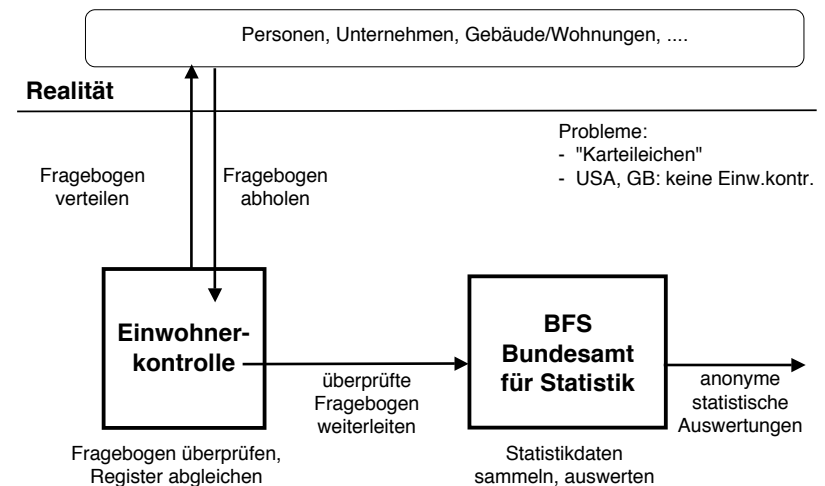 Personen, Unternehmen, Gebäude/Wohnungen, ....
Realität
Probleme:
- "Karteileichen"
- USA, GB: keine Einw.kontr.
Fragebogen
verteilen
Fragebogen
abholen
Einwohner-
kontrolle
überprüfte
Fragebogen
weiterleiten
BFS
Bundesamt
für Statistik
anonyme
statistische
Auswertungen
Fragebogen überprüfen,
Register abgleichen
Statistikdaten
sammeln, auswerten